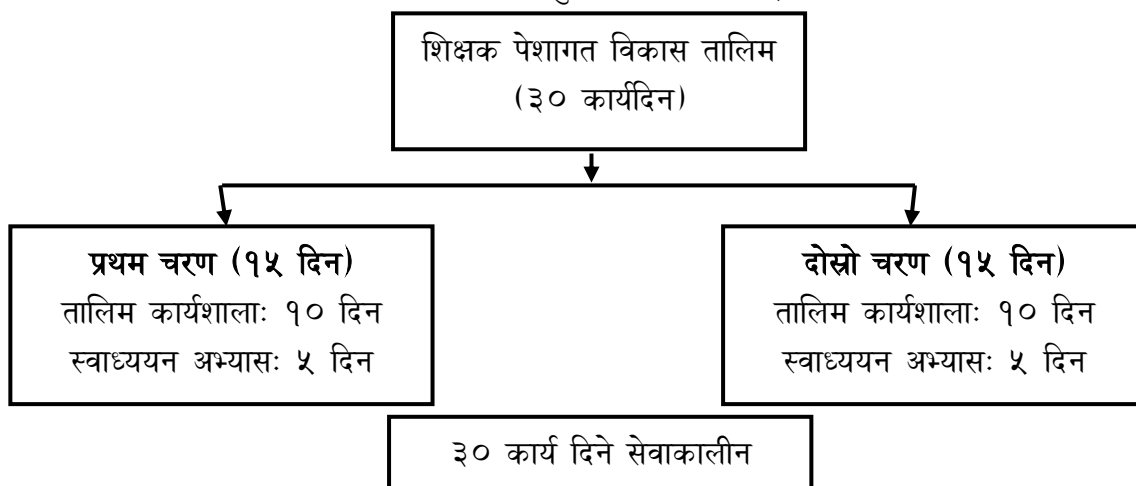 शिक्षक पेशागत विकास तालिम
(३० कार्यदिन)
प्रथम चरण (१५ दिन)
तालिम कार्यशालाः १० दिन
स्वाध्ययन अभ्यासः ५ दिन
दोस्रो चरण (१५ दिन)
तालिम कार्यशालाः १० दिन
स्वाध्ययन अभ्यासः ५ दिन
३० कार्य दिने सेवाकालीन